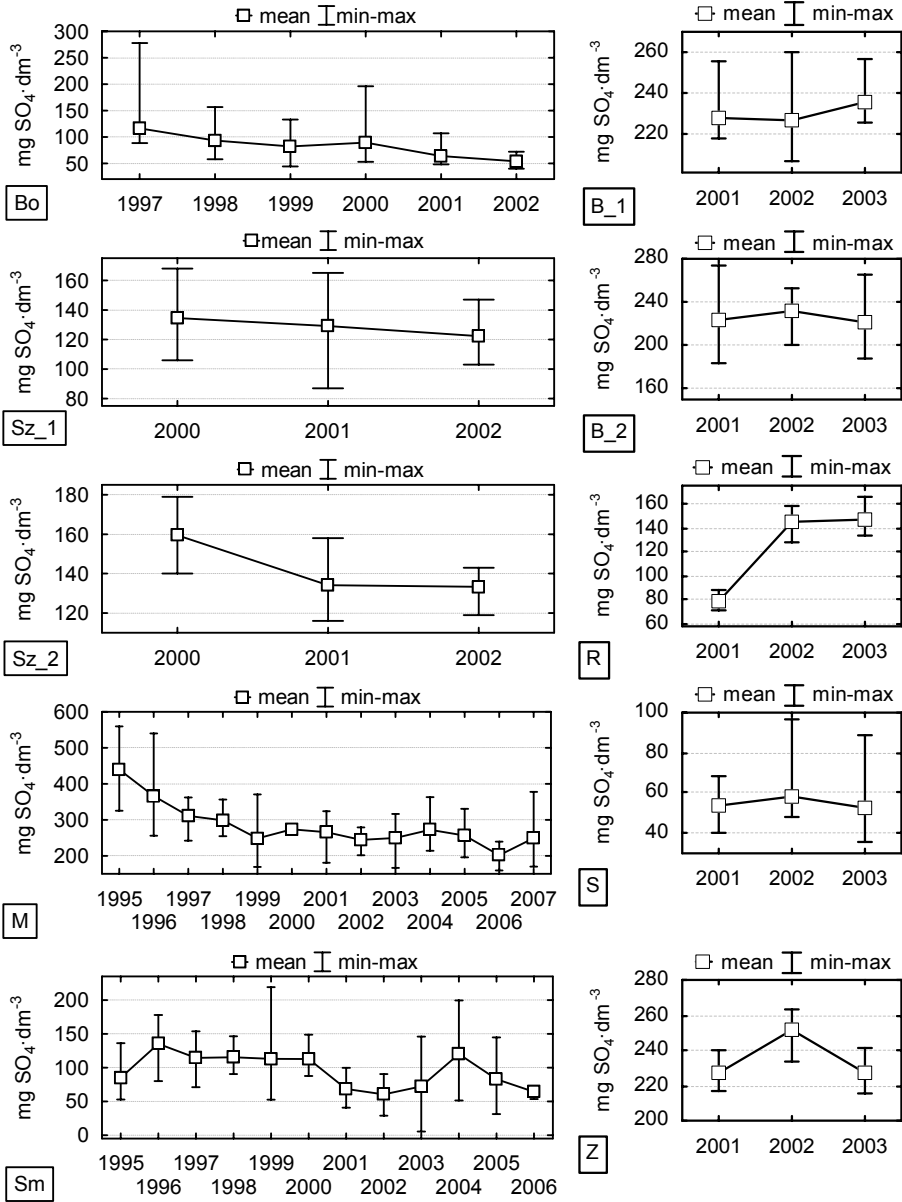 mean min-max
mg SO4·dm-3
300
250
200
150
100
50
1997 1998 1999 2000 2001 2002
Bo
mean min-max
mg SO4·dm-3
260
220
2001 2002 2003
B_1
mean min-max
mg SO4·dm-3
160
140
120
100
80
2000 2001 2002
Sz_1
mean min-max
mg SO4·dm-3
280
240
200
160
2001 2002 2003
B_2
mean min-max
mg SO4·dm-3
180
160
140
120
2000 2001 2002
Sz_2
mean min-max
mg SO4·dm-3
160
140
120
100
80
60
2001 2002 2003
R
mean min-max
mg SO4·dm-3
600
500
400
300
200
1995 1997 1999 2001 2003 2005 2007
1996 1998 2000 2002 2004 2006
M
mean min-max
mg SO4·dm-3
100
80
60
40
2001 2002 2003
S
mean min-max
mg SO4·dm-3
200
150
100
50
0
1995 1997 1999 2001 2003 2005
1996 1998 2000 2002 2004 2006
Sm
mean min-max
mg SO4·dm-3
280
260
240
220
200
2001 2002 2003
Z